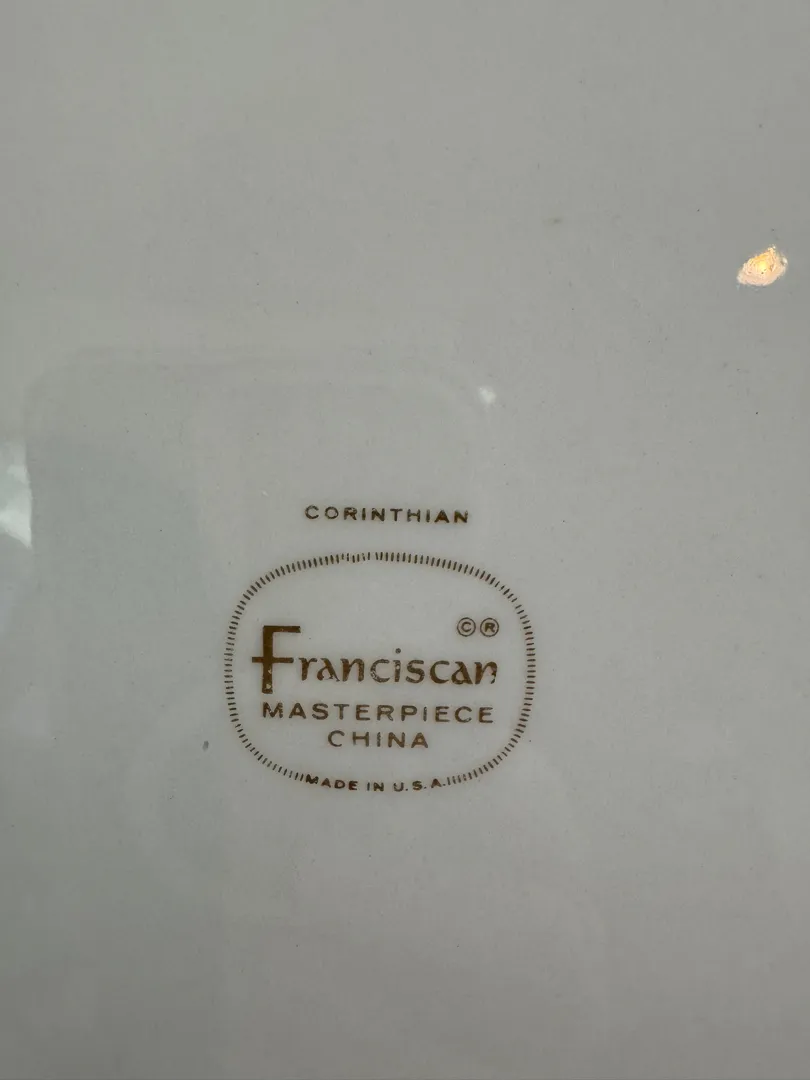 CORINTHIAN
©®
Franciscan
MASTERPIECE
CHINA
MADE IN U.S.A.